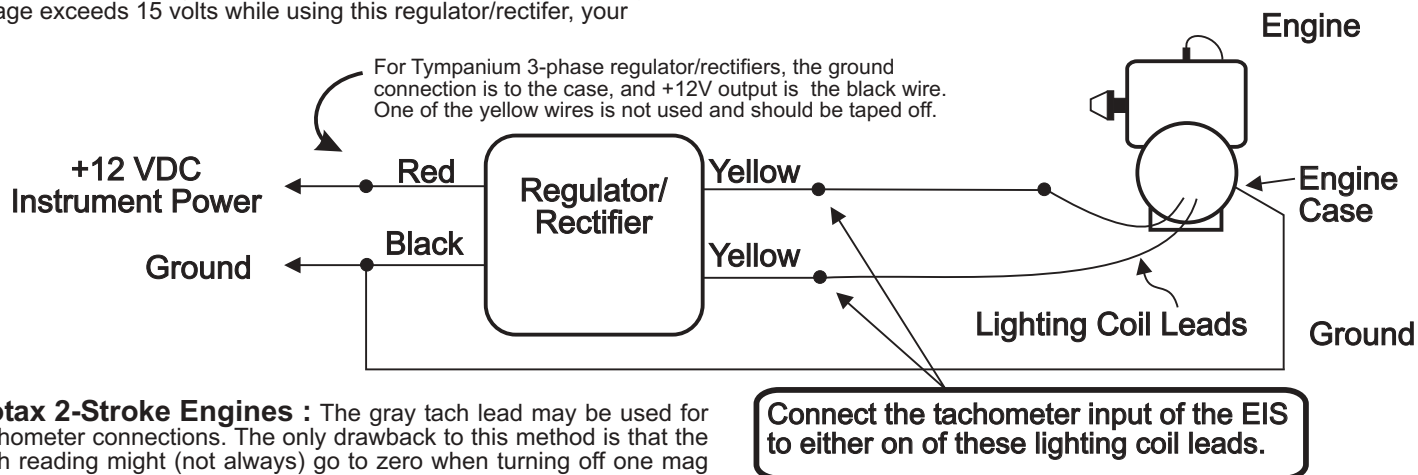 age exceeds 15 volts while using this regulator/rectifer, your
Engine
For Tympanium 3-phase regulator/rectifiers, the ground
connection is to the case, and +12V output is the black wire.
One of the yellow wires is not used and should be taped off.
+12 VDC
Instrument Power
Red
Regulator/
Rectifier
Yellow
Engine
Case
Ground
Black
Yellow
Lighting Coil Leads
Ground
otax 2-Stroke Engines : The gray tach lead may be used for
hometer connections. The only drawback to this method is that the
h reading might (not always) go to zero when turning off one mag
Connect the tachometer input of the EIS
to either on of these lighting coil leads.